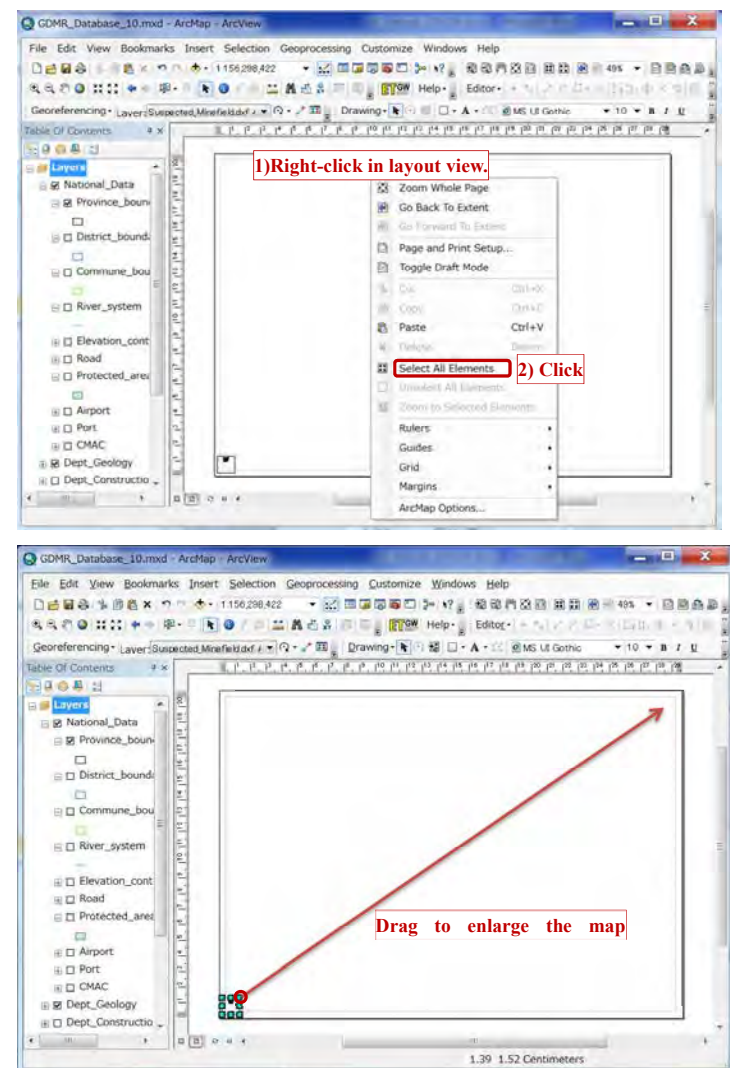 GDMR_Database_10.mxd - ArcMap - ArcView
File Edit View Bookmarks Insert Selection Geoprocessing Customize Windows Help
1:156,298,422 49%
Help Editor
Georeferencing Layer: Suspected_Minefield.dxf Drawing A MS UI Gothic 10 B I U
Table Of Contents
1)Right-click in layout view.
Layers
National_Data
Province_boun
District_bound
Commune_bou
River_system
Elevation_cont
Road
Protected_area
Airport
Port
CMAC
Dept_Geology
Dept_Constructio
Zoom Whole Page
Go Back To Extent
Go Forward To Extent
Page and Print Setup...
Toggle Draft Mode
Cut Ctrl+X
Copy Ctrl+C
Paste Ctrl+V
Delete Delete
Select All Elements
2) Click
Unselect All Elements
Zoom to Selected Elements
Rulers
Guides
Grid
Margins
ArcMap Options...
GDMR_Database_10.mxd - ArcMap - ArcView
File Edit View Bookmarks Insert Selection Geoprocessing Customize Windows Help
1:156,298,422 49%
Help Editor
Georeferencing Layer: Suspected_Minefield.dxf Drawing A MS UI Gothic 10 B I U
Table Of Contents
Layers
National_Data
Province_boun
District_bound
Commune_bou
River_system
Elevation_cont
Road
Protected_area
Airport
Port
CMAC
Dept_Geology
Dept_Constructio
Drag to enlarge the map
1.39 1.52 Centimeters